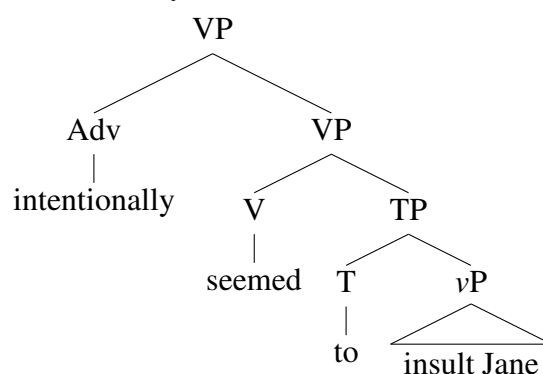 VP
Adv VP
intentionally V TP
seemed T vP
to insult Jane